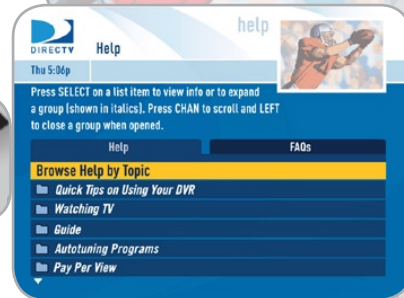 help
DIRECTV
Help
Thu 5:06p
Press SELECT on a list item to view info or to expand
a group (shown in italics). Press CHAN to scroll and LEFT
to close a group when opened.
Help
FAQs
Browse Help by Topic
Quick Tips on Using Your DVR
Watching TV
Guide
Autotuning Programs
Pay Per View